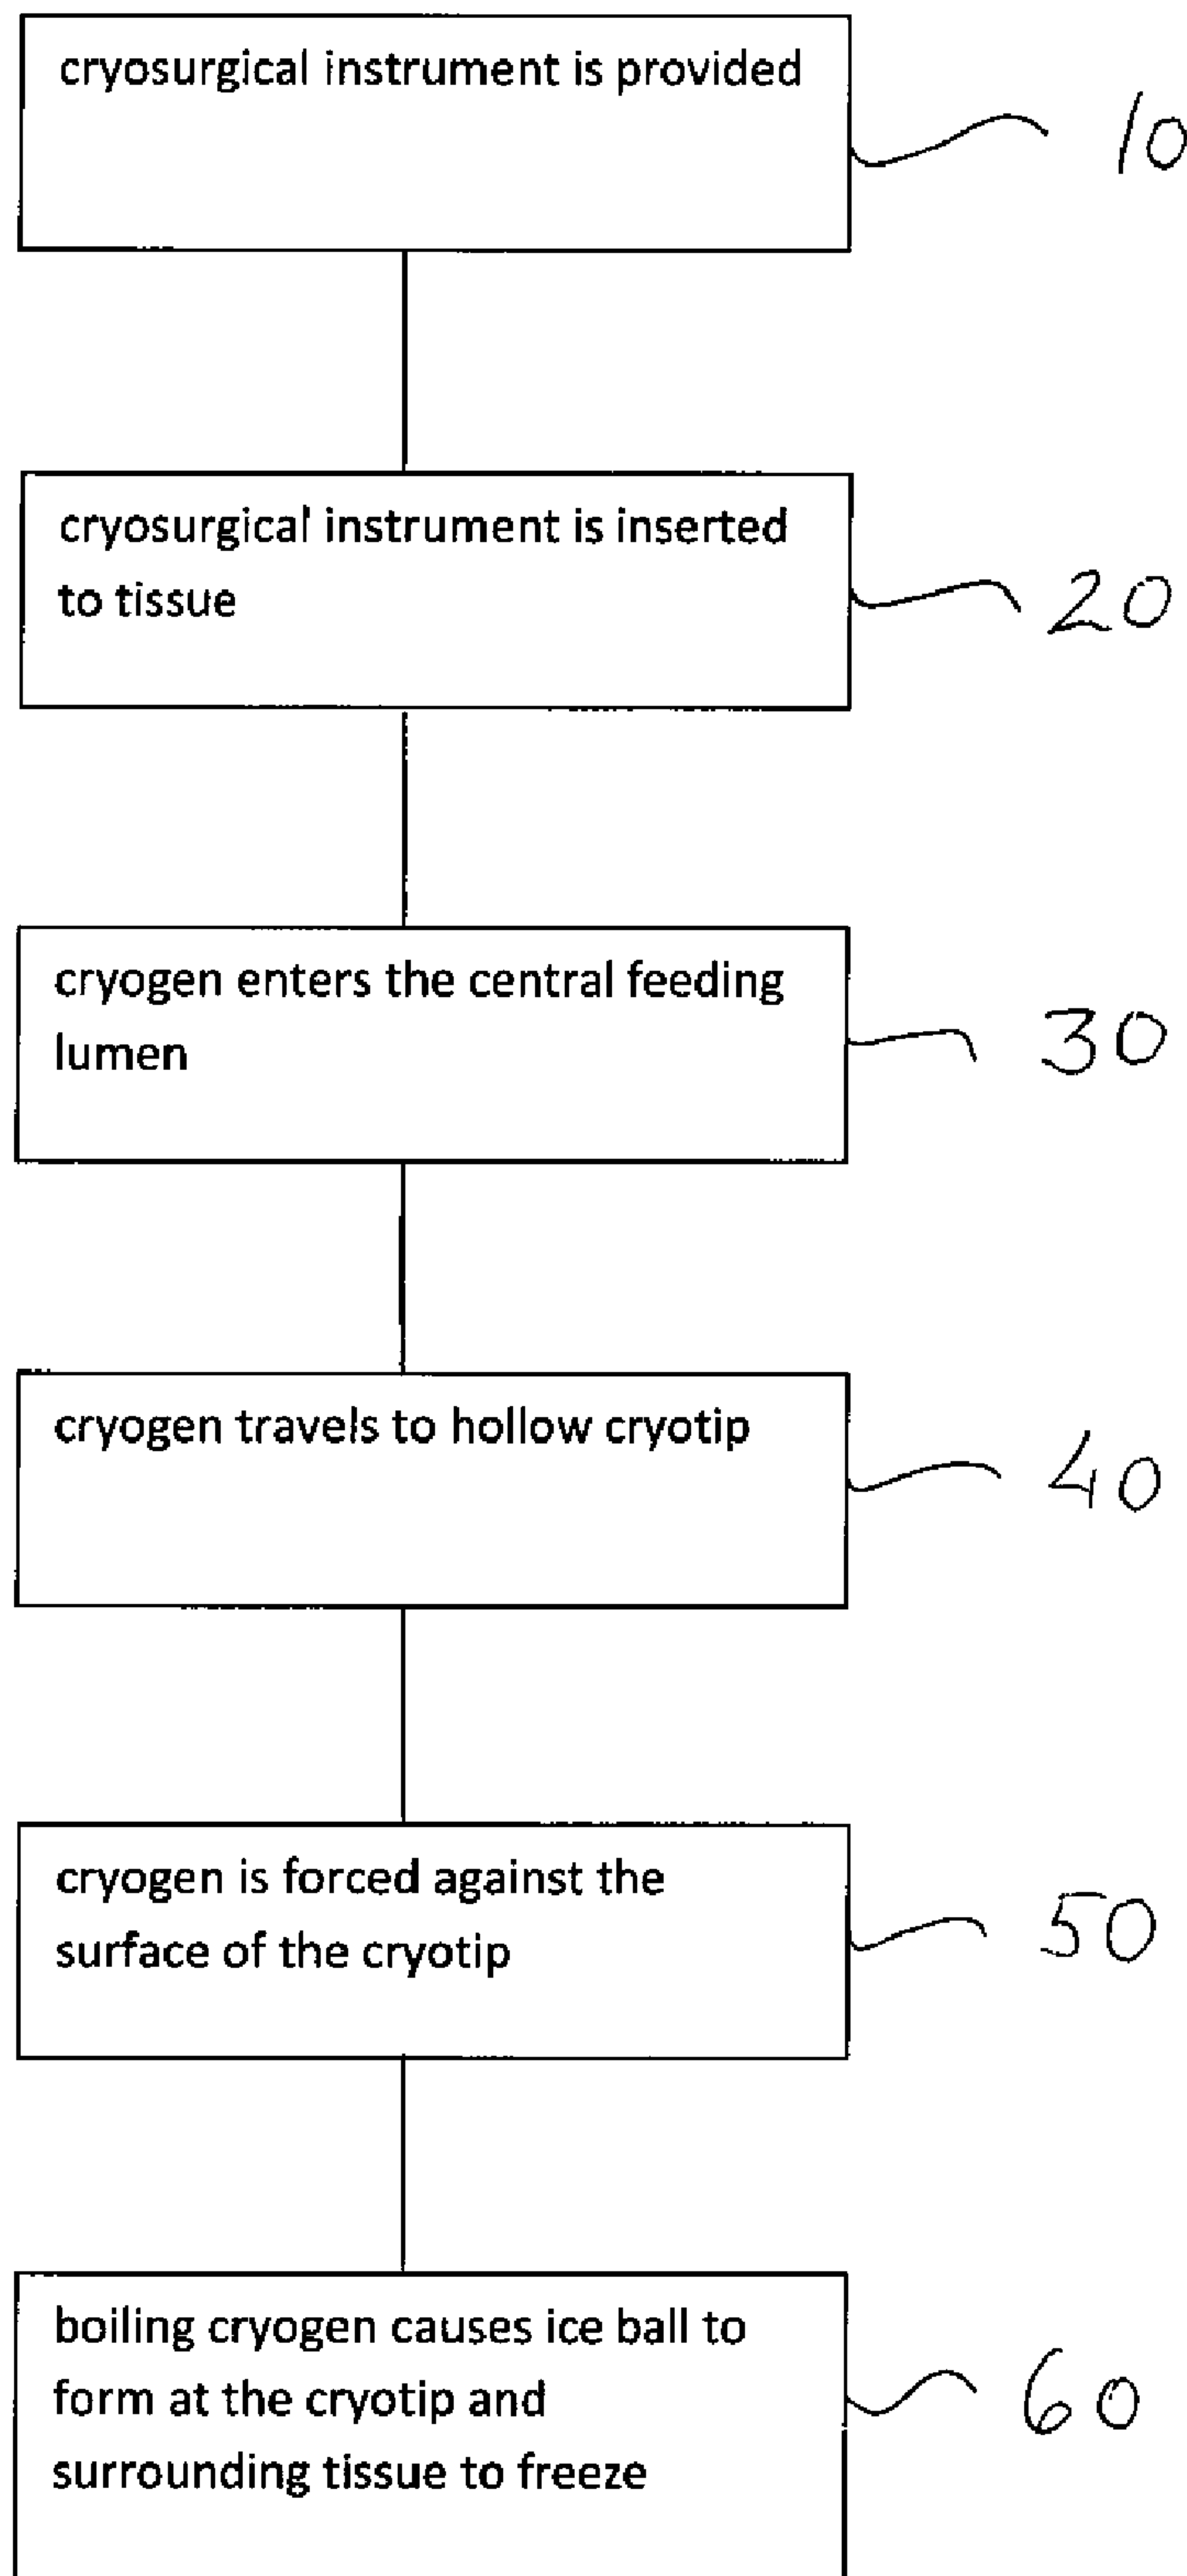 cryosurgical instrument is provided
10
cryosurgical instrument is inserted
to tissue
20
cryogen enters the central feeding
lumen
30
cryogen travels to hollow cryotip
40
cryogen is forced against the
surface of the cryotip
50
boiling cryogen causes ice ball to
form at the cryotip and
surrounding tissue to freeze
60